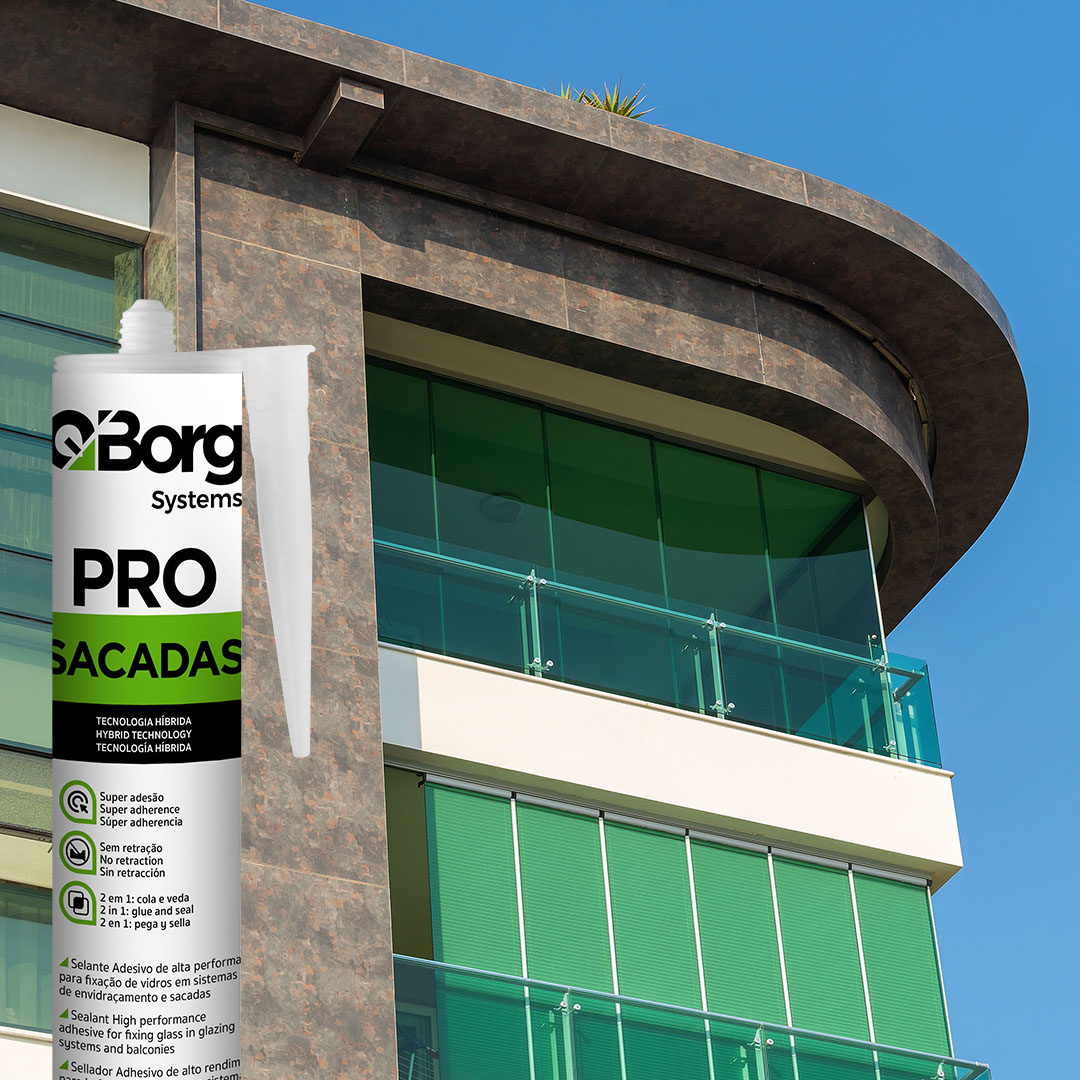 QBorg
Systems
PRO
SACADAS
TECNOLOGIA HÍBRIDA
HYBRID TECHNOLOGY
TECNOLOGÍA HÍBRIDA
Super adesão
Super adherence
Súper adherencia
Sem retração
No retraction
Sin retracción
2 em 1: cola e veda
2 in 1: glue and seal
2 en 1: pega y sella
Selante Adesivo de alta performa
para fixação de vidros em sistemas
de envidraçamento e sacadas
Sealant High performance
adhesive for fixing glass in glazing
systems and balconies
Sellador Adhesivo de alto rendim